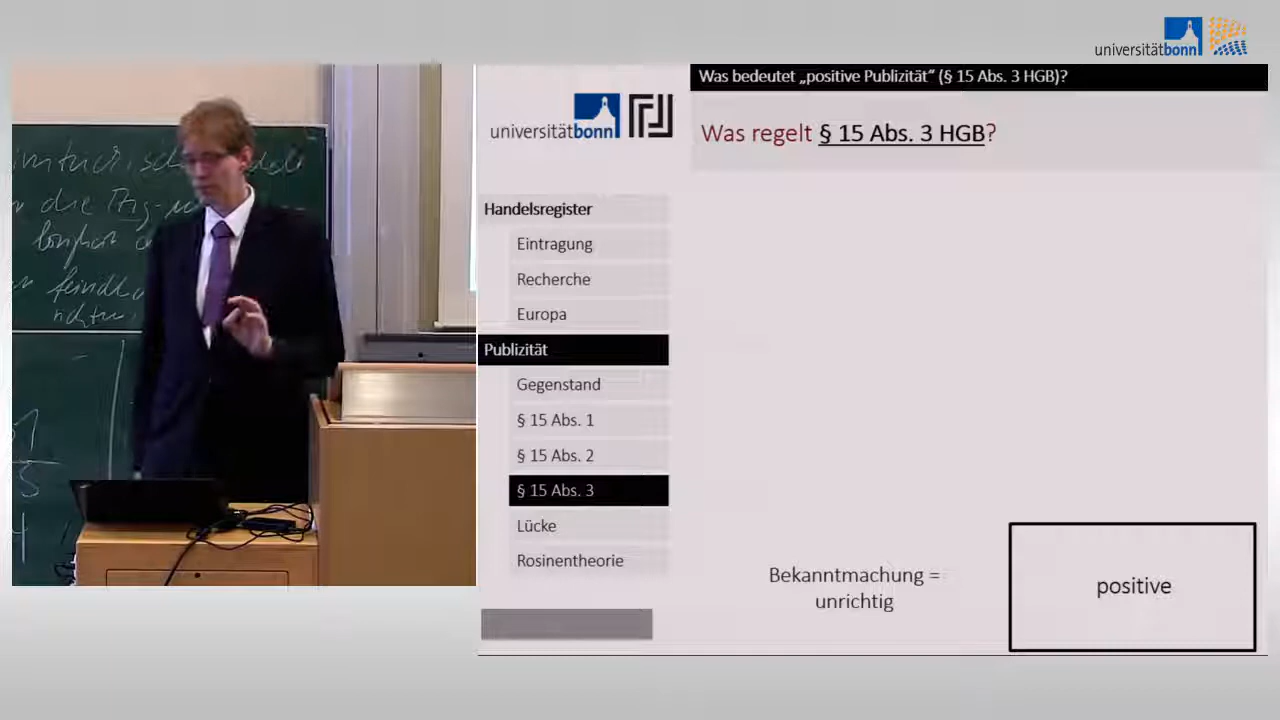 universitätbonn
Was bedeutet „positive Publizität“ (§ 15 Abs. 3 HGB)?
universitätbonn
Was regelt § 15 Abs. 3 HGB?
Handelsregister
Eintragung
Recherche
Europa
Publizität
Gegenstand
§ 15 Abs. 1
§ 15 Abs. 2
§ 15 Abs. 3
Lücke
Rosinentheorie
Bekanntmachung =
unrichtig
positive
die